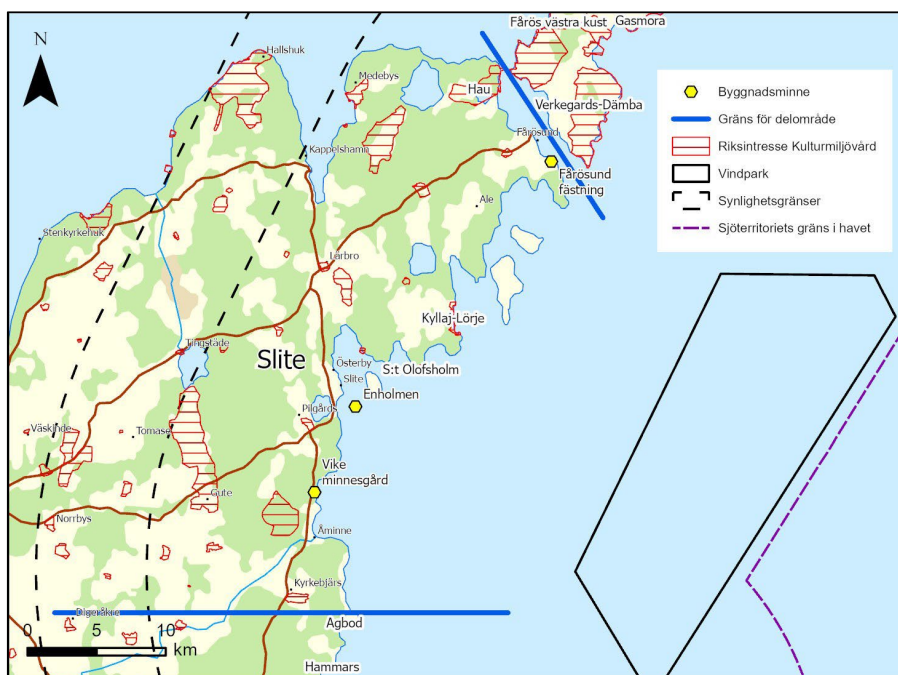 N
Fårös västra kust
Gasmora
Hallshuk
Medebys
Hau
Verkegards-Dämba
Fårösund
Fårösund
fästning
Kappelshamn
Ale
Stenkyrkehuk
Lärbro
Kyllaj-Lörje
Tingstäde
Slite
S:t Olofsholm
Österby
Slite
Enholmen
Pilgårds
Väskinde
Tomase
Vike
minnesgård
Gute
Norrbys
Åminne
Kyrkebjärs
Digeråkre
Agbod
Hammars
0 5 10
km
Byggnadsminne
Gräns för delområde
Riksintresse Kulturmiljövård
Vindpark
Synlighetsgränser
Sjöterritoriets gräns i havet